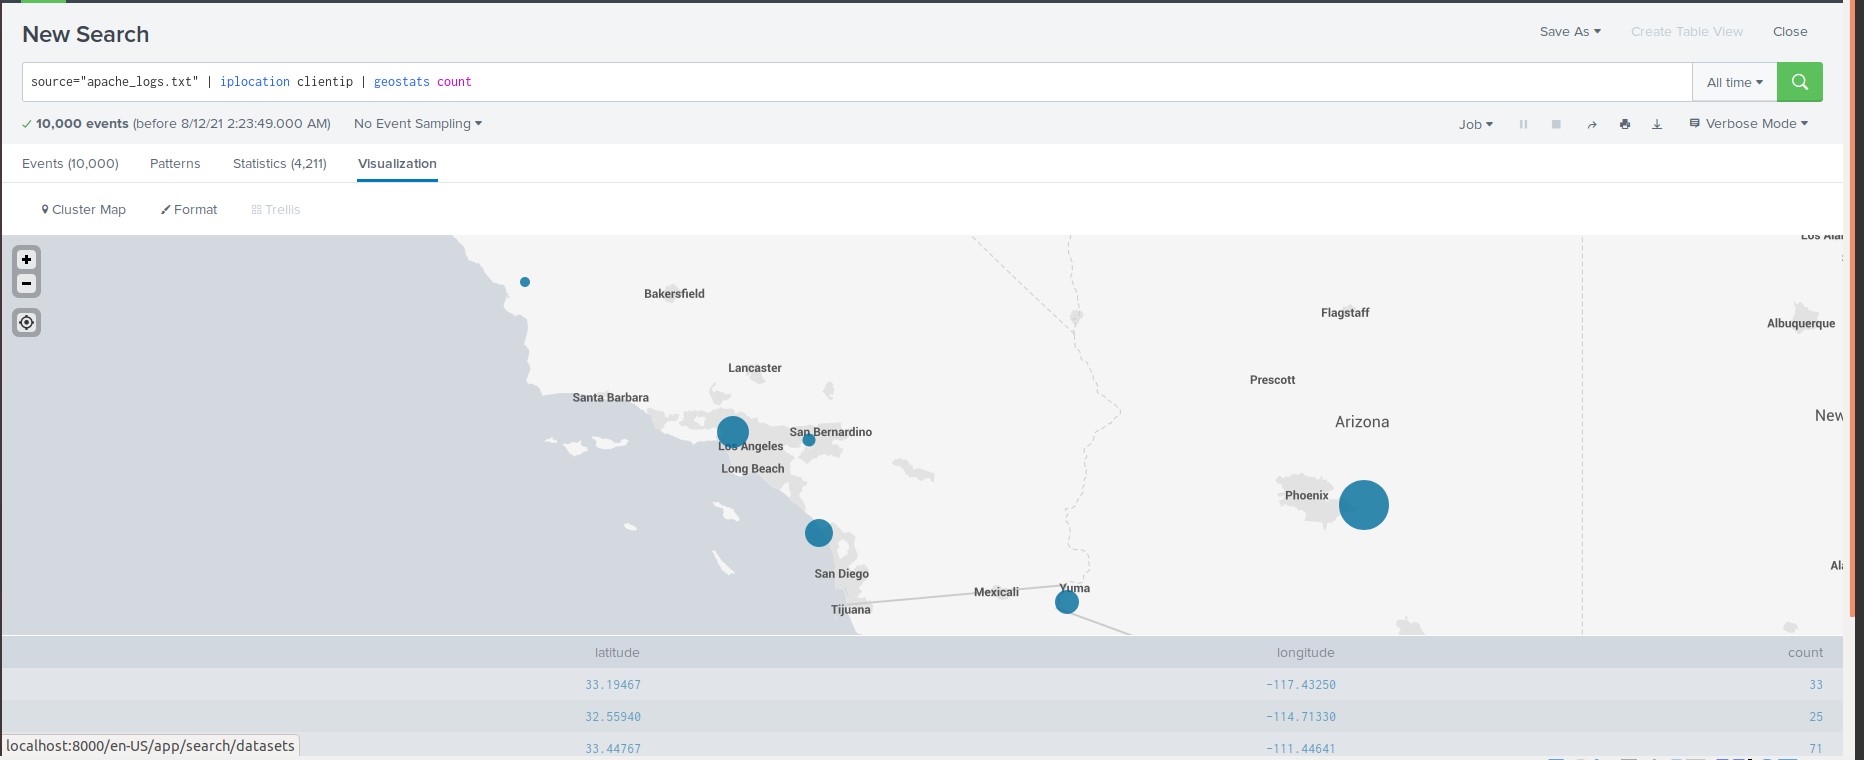 New Search
Save As
Create Table View
Close
source="apache_logs.txt" | iplocation clientip | geostats count
All time
10,000 events (before 8/12/21 2:23:49.000 AM)
No Event Sampling
Job
Verbose Mode
Events (10,000)
Patterns
Statistics (4,211)
Visualization
Cluster Map
Format
Trellis
Bakersfield
Flagstaff
Albuquerque
Lancaster
Prescott
Santa Barbara
New
Arizona
San Bernardino
Los Angeles
Long Beach
Phoenix
San Diego
Mexicali
Yuma
Tijuana
latitude longitude count
33.19467 -117.43250 33
32.55940 -114.71330 25
33.44767 -111.44641 71
localhost:8000/en-US/app/search/datasets